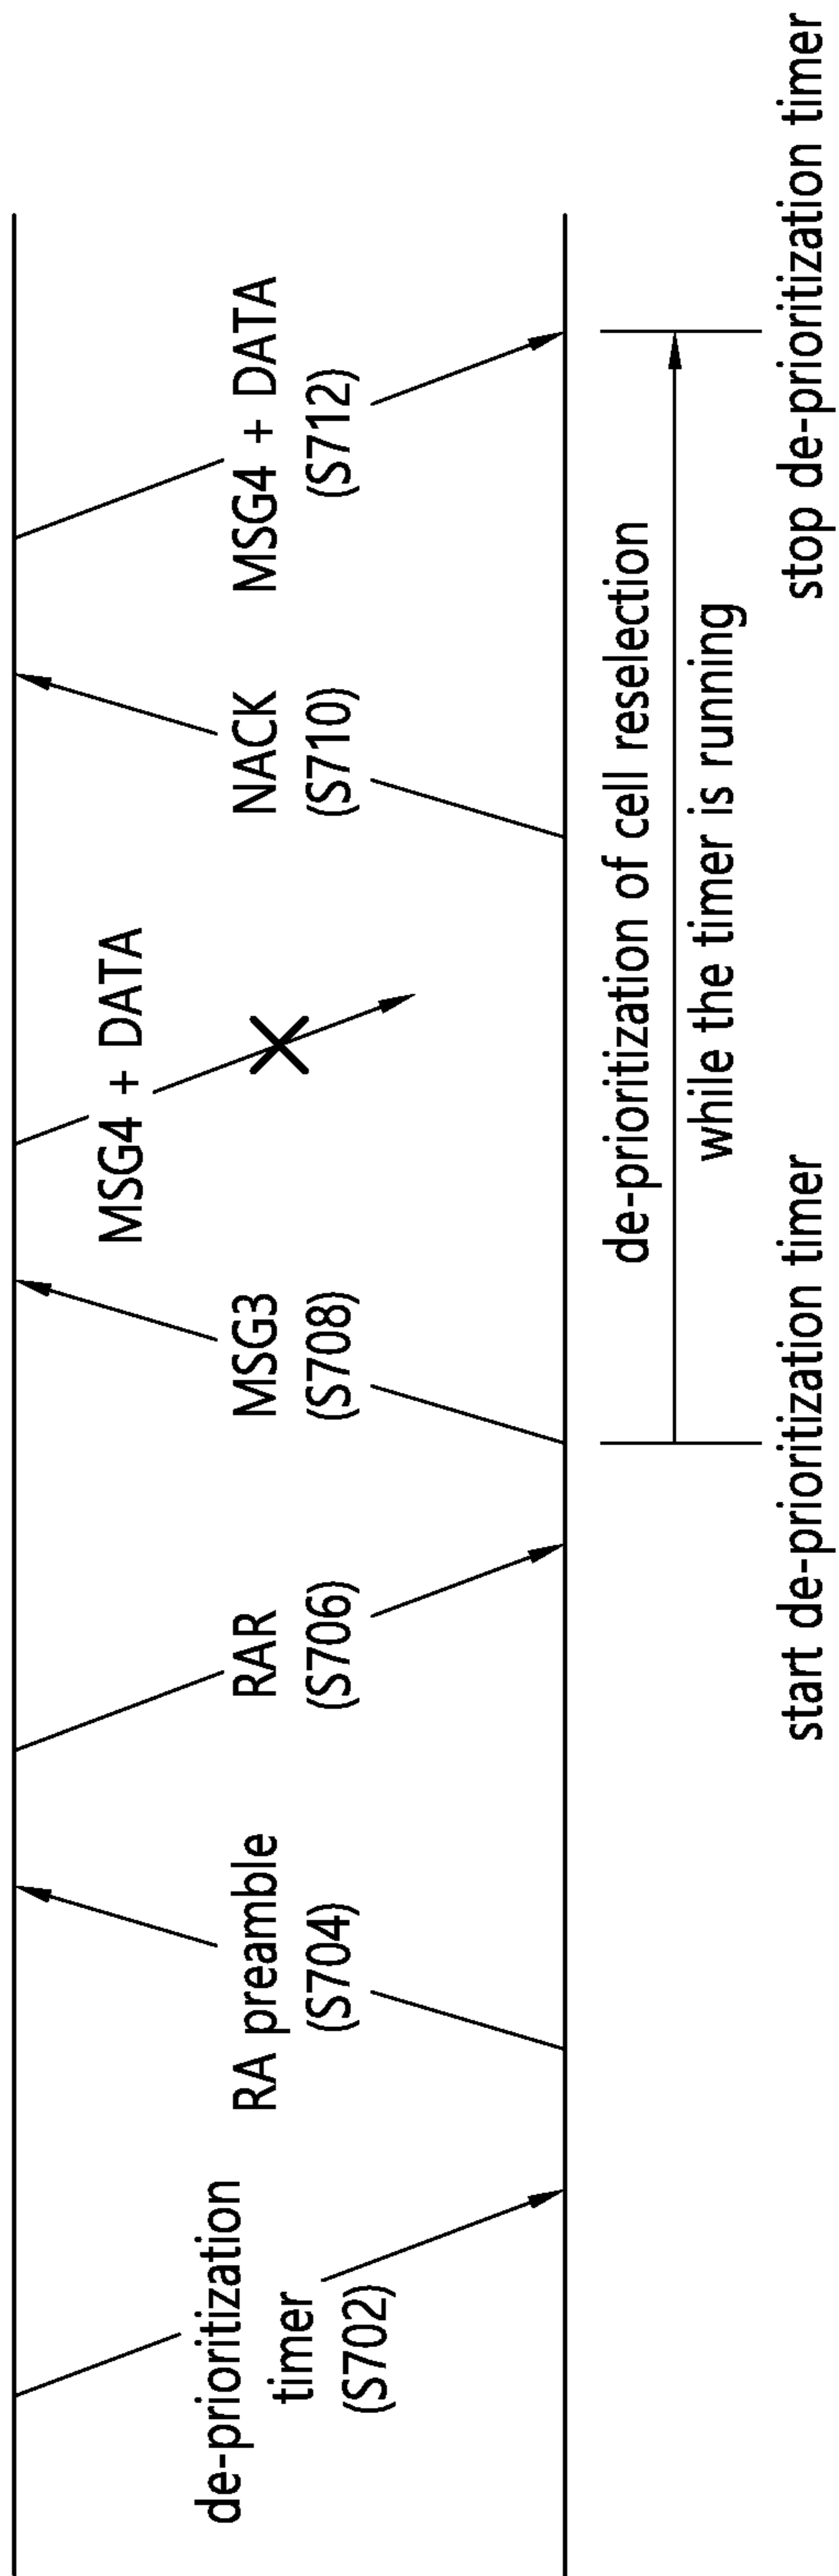 de-prioritization
timer
(S702)
RA preamble
(S704)
RAR
(S706)
MSG3
(S708)
MSG4 + DATA
NACK
(S710)
MSG4 + DATA
(S712)
de-prioritization of cell reselection
while the timer is running
start de-prioritization timer
stop de-prioritization timer